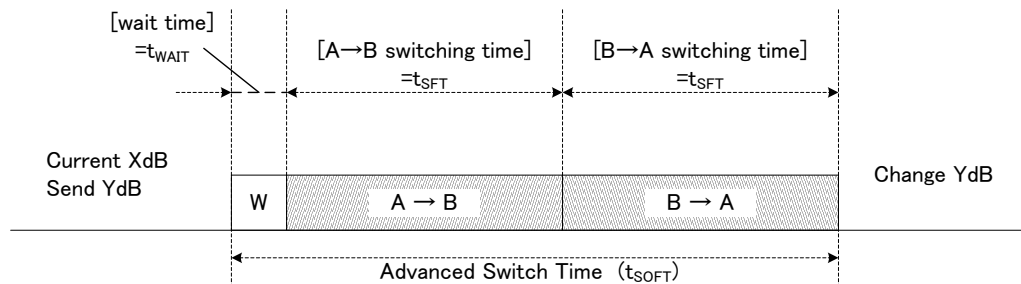 [wait time]
=tWAIT
[A→B switching time]
=tSFT
[B→A switching time]
=tSFT
Current XdB
Send YdB
Change YdB
W
A → B
B → A
Advanced Switch Time (tSOFT)